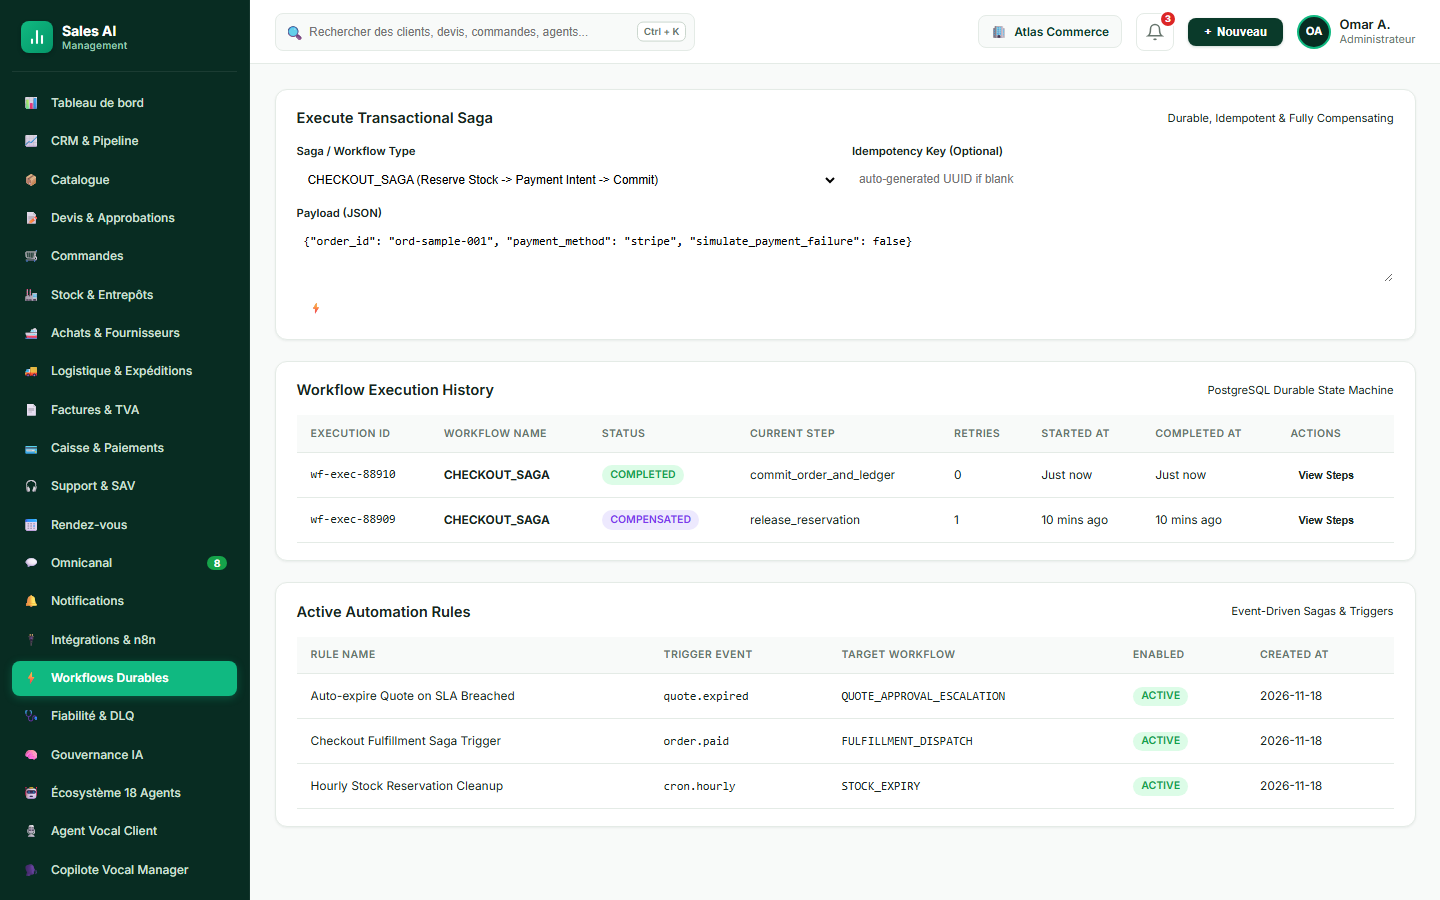 Sales AI
Management
Rechercher des clients, devis, commandes, agents...
Ctrl + K
Atlas Commerce
3
+ Nouveau
OA
Omar A.
Administrateur
Tableau de bord
CRM & Pipeline
Catalogue
Devis & Approbations
Commandes
Stock & Entrepôts
Achats & Fournisseurs
Logistique & Expéditions
Factures & TVA
Caisse & Paiements
Support & SAV
Rendez-vous
Omnicanal 8
Notifications
Intégrations & n8n
Workflows Durables
Fiabilité & DLQ
Gouvernance IA
Écosystème 18 Agents
Agent Vocal Client
Copilote Vocal Manager
Execute Transactional Saga
Durable, Idempotent & Fully Compensating
Saga / Workflow Type
Idempotency Key (Optional)
CHECKOUT_SAGA (Reserve Stock -> Payment Intent -> Commit)
auto-generated UUID if blank
Payload (JSON)
{"order_id": "ord-sample-001", "payment_method": "stripe", "simulate_payment_failure": false}
Workflow Execution History
PostgreSQL Durable State Machine
EXECUTION ID WORKFLOW NAME STATUS CURRENT STEP RETRIES STARTED AT COMPLETED AT ACTIONS
wf-exec-88910 CHECKOUT_SAGA COMPLETED commit_order_and_ledger 0 Just now Just now View Steps
wf-exec-88909 CHECKOUT_SAGA COMPENSATED release_reservation 1 10 mins ago 10 mins ago View Steps
Active Automation Rules
Event-Driven Sagas & Triggers
RULE NAME TRIGGER EVENT TARGET WORKFLOW ENABLED CREATED AT
Auto-expire Quote on SLA Breached quote.expired QUOTE_APPROVAL_ESCALATION ACTIVE 2026-11-18
Checkout Fulfillment Saga Trigger order.paid FULFILLMENT_DISPATCH ACTIVE 2026-11-18
Hourly Stock Reservation Cleanup cron.hourly STOCK_EXPIRY ACTIVE 2026-11-18